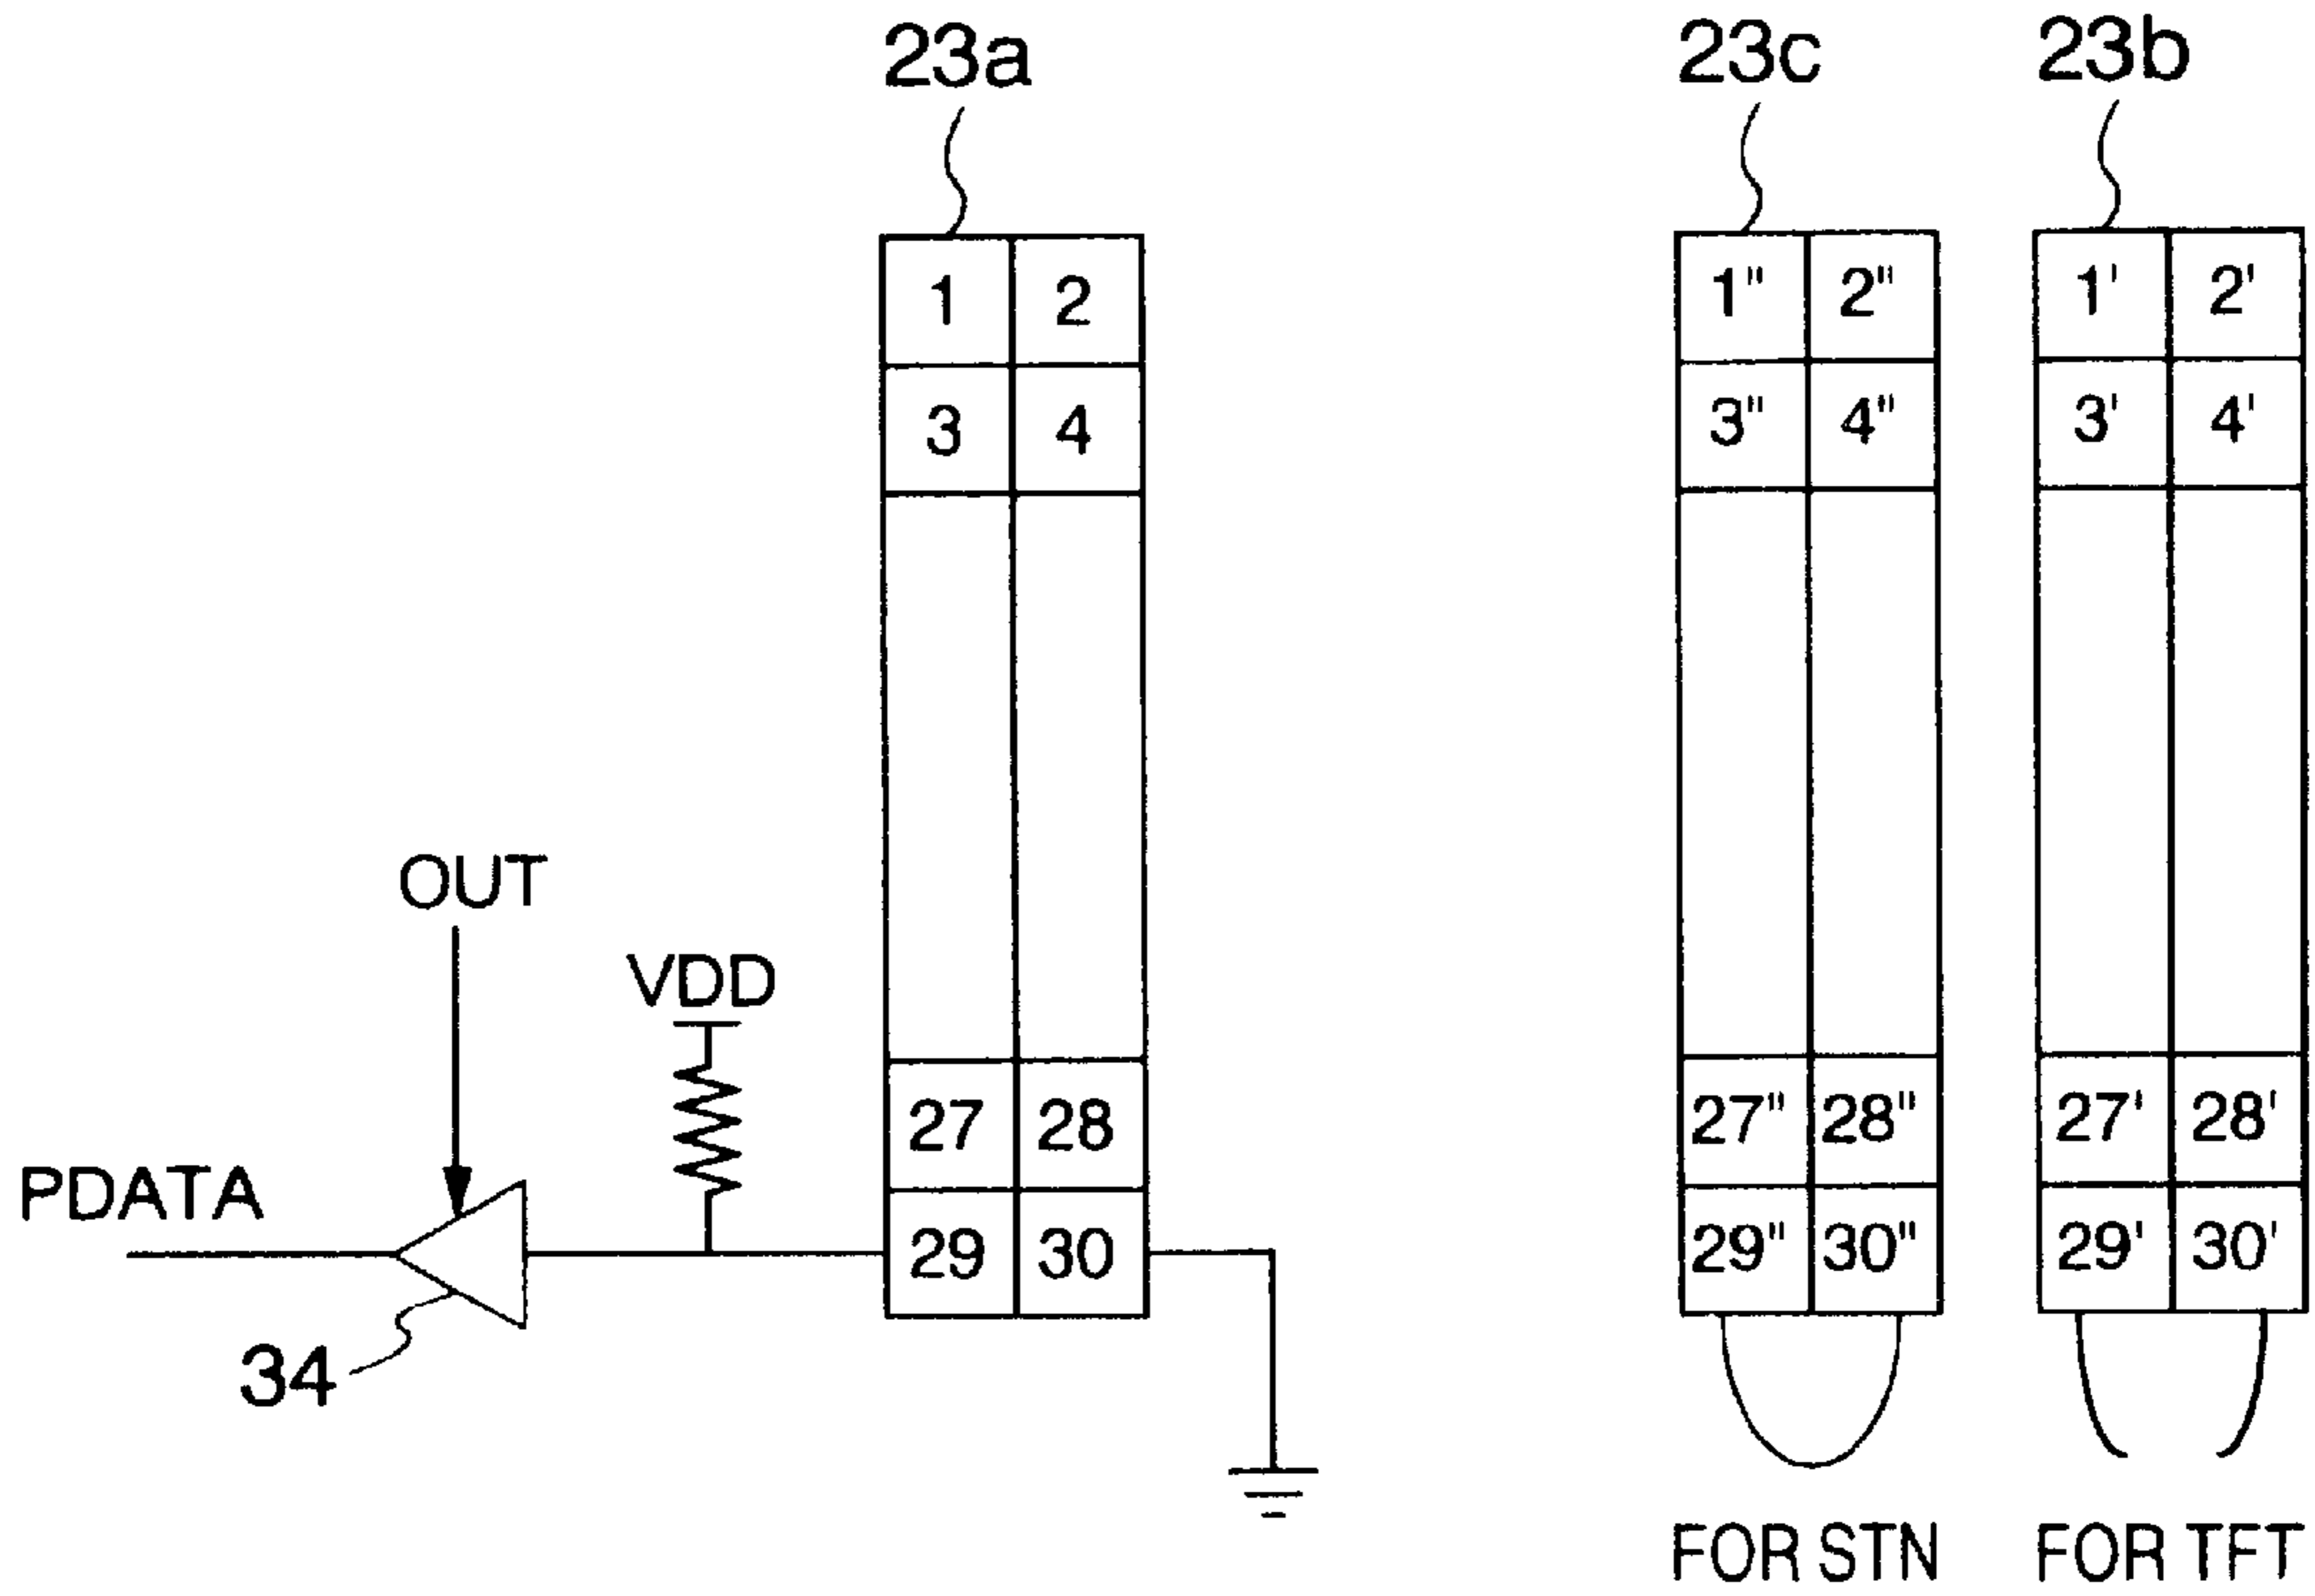 23a 23c 23b
1 2 1" 2" 1' 2'
3 4 3" 4" 3' 4'
OUT
VDD
27 28 27" 28" 27' 28'
PDATA
29 30 29" 30" 29' 30'
34
FOR STN FOR TFT